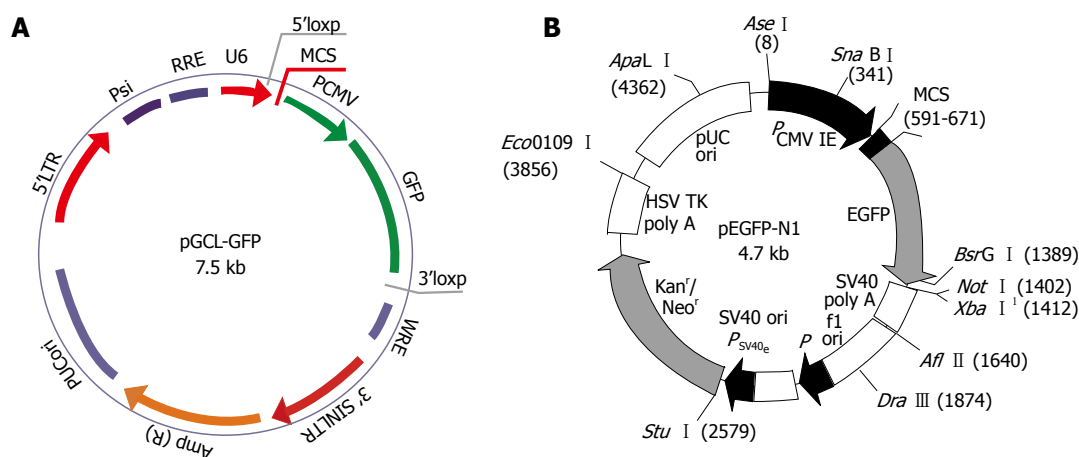 A
5'loxp
U6
MCS
RRE
PCMV
Psi
5'LTR
GFP
pGCL-GFP
7.5 kb
3'loxp
WRE
PUCori
3' SINLTR
Amp (R)
B
Ase I
(8)
SnaB I
(341)
ApaL I
(4362)
MCS
(591-671)
pUC
ori
PCMV IE
Eco0109 I
(3856)
HSV TK
poly A
EGFP
pEGFP-N1
4.7 kb
BsrG I (1389)
Not I (1402)
Xba I¹ (1412)
SV40
poly A
Kanʳ/
Neoʳ
SV40 ori
PSV40e
P
f1
ori
Afl II (1640)
Dra III (1874)
Stu I (2579)